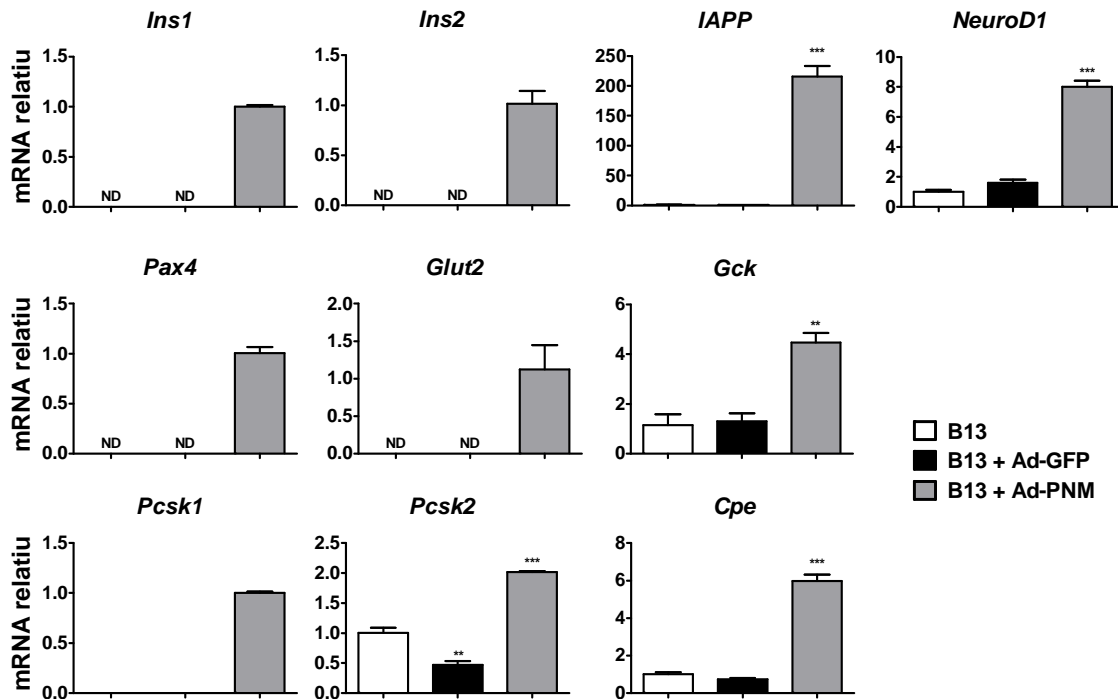 Ins1
mRNA relatiu
1.5
1.0
0.5
0.0
ND ND
Ins2
1.5
1.0
0.5
0.0
ND ND
IAPP
250
200
150
100
50
0
***
NeuroD1
10
8
6
4
2
0
***
Pax4
mRNA relatiu
1.5
1.0
0.5
0.0
ND ND
Glut2
2.0
1.5
1.0
0.5
0.0
ND ND
Gck
6
4
2
0
**
B13
B13 + Ad-GFP
B13 + Ad-PNM
Pcsk1
mRNA relatiu
1.5
1.0
0.5
0.0
Pcsk2
2.5
2.0
1.5
1.0
0.5
0.0
**
***
Cpe
8
6
4
2
0
***